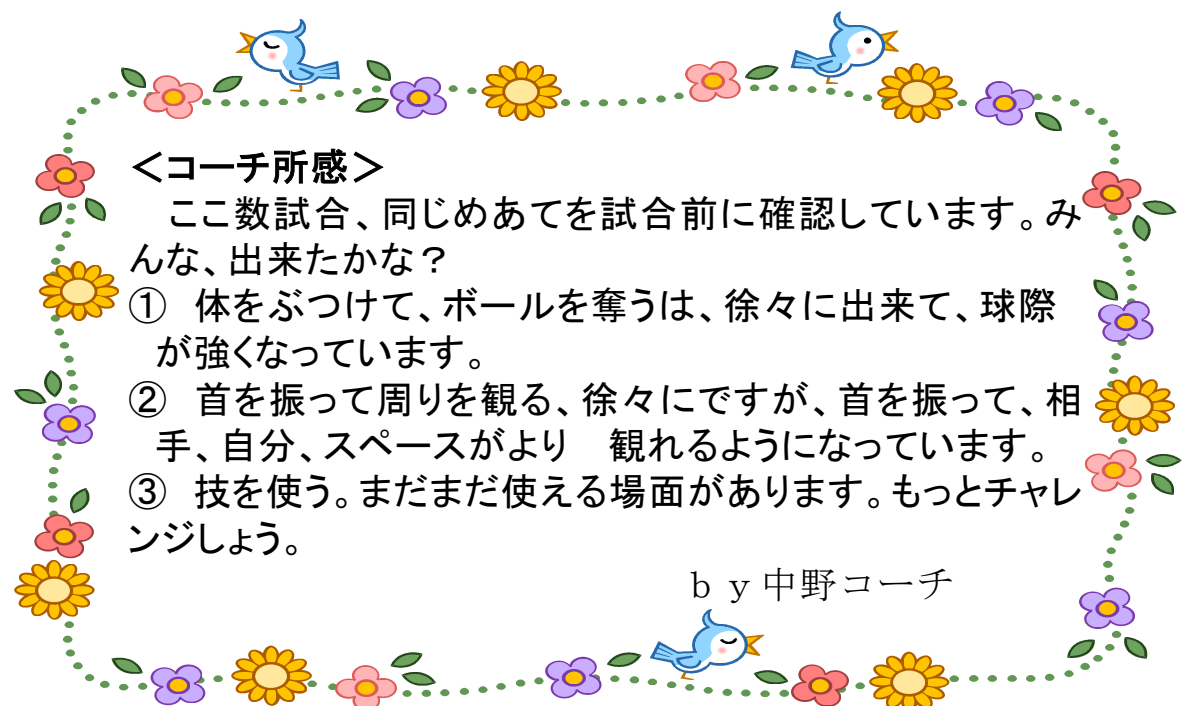 ＜コーチ所感＞
　ここ数試合、同じめあてを試合前に確認しています。み
んな、出来たかな？
①　体をぶつけて、ボールを奪うは、徐々に出来て、球際
が強くなっています。
②　首を振って周りを観る、徐々にですが、首を振って、相
手、自分、スペースがより　観れるようになっています。
③　技を使う。まだまだ使える場面があります。もっとチャレ
ンジしょう。
ｂｙ中野コーチ